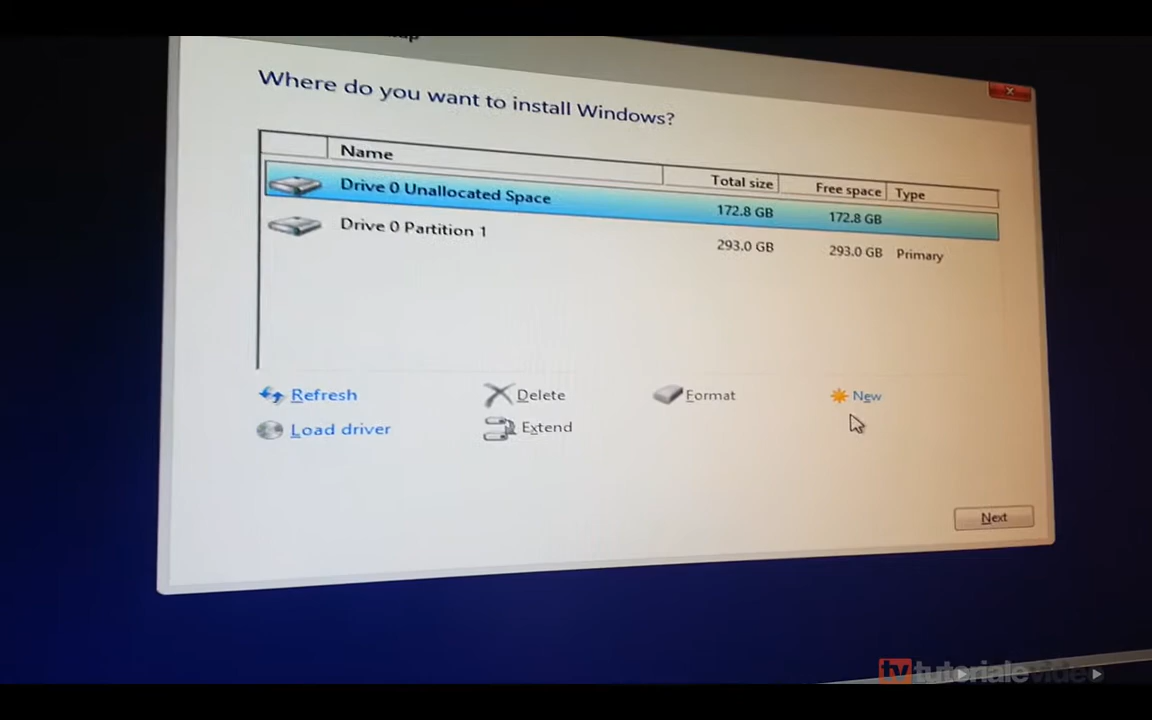 Where do you want to install Windows?
Name Total size Free space Type
Drive 0 Unallocated Space 172.8 GB 172.8 GB
Drive 0 Partition 1 293.0 GB 293.0 GB Primary
Refresh Delete Format New
Load driver Extend
Next
tv tutorialevideo